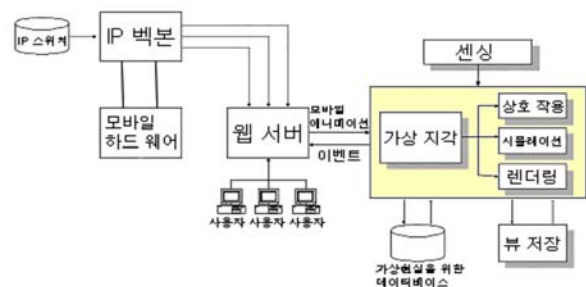 IP 스위치
IP 벡본
모바일
하드 웨어
웹 서버
사용자
사용자
사용자
모바일
에니메이션
이벤트
센싱
가상 지각
상호 작용
시뮬레이션
렌더링
가상현실을 위한
데이터베이스
뷰 저장